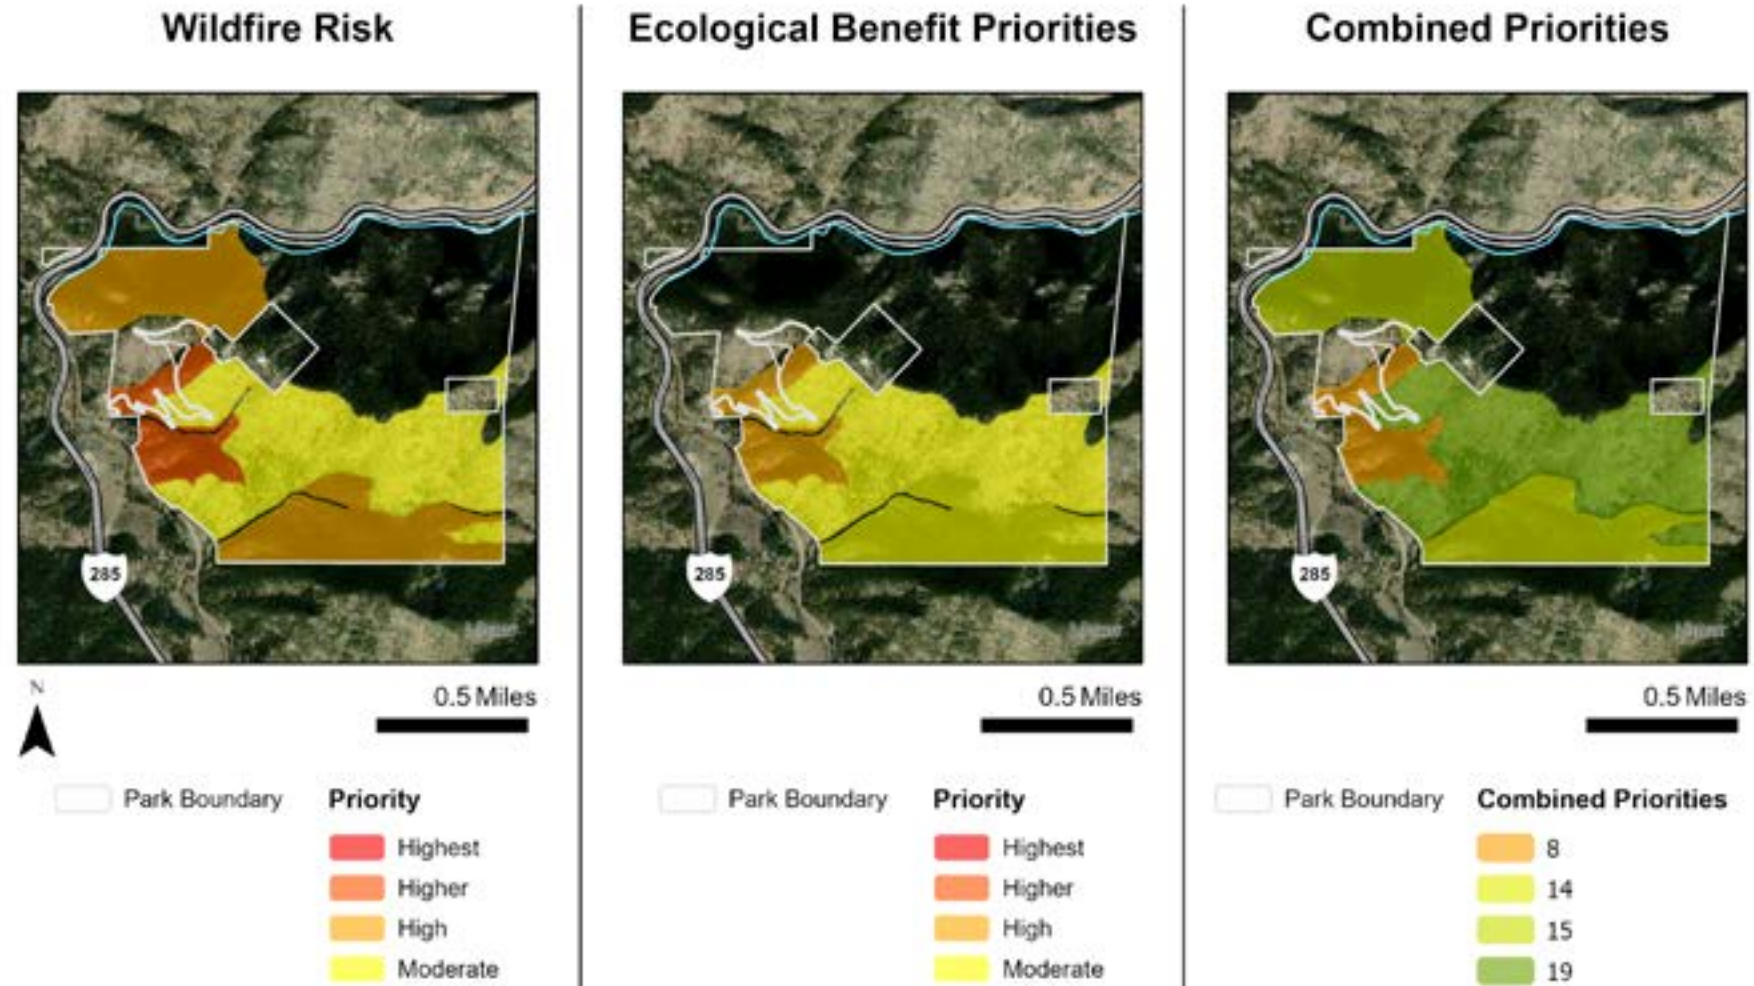 Wildfire Risk
285
N
0.5 Miles
Park Boundary
Priority
Highest
Higher
High
Moderate
Ecological Benefit Priorities
285
0.5 Miles
Park Boundary
Priority
Highest
Higher
High
Moderate
Combined Priorities
285
0.5 Miles
Park Boundary
Combined Priorities
8
14
15
19